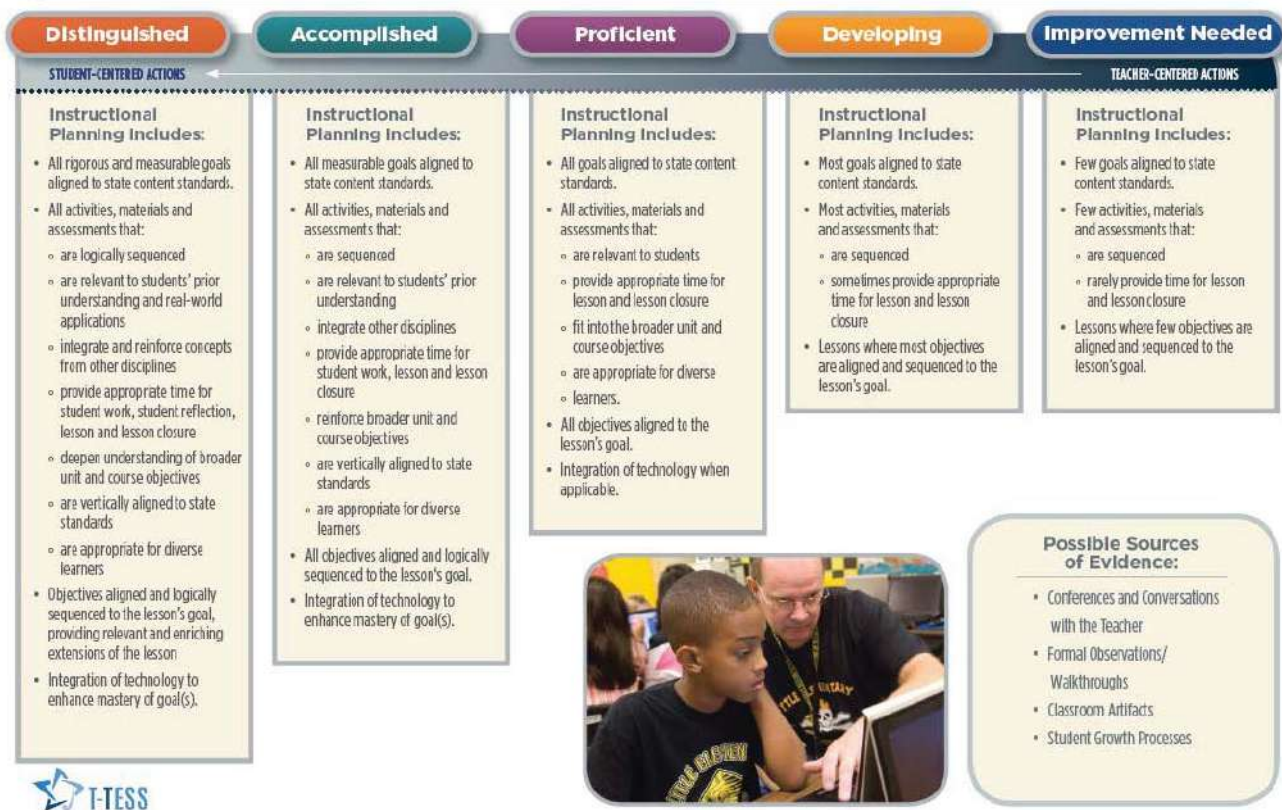 Distinguished
Accomplished
Proficient
Developing
Improvement Needed
STUDENT-CENTERED ACTIONS
TEACHER-CENTERED ACTIONS
Instructional
Planning Includes:
• All rigorous and measurable goals
aligned to state content standards.
• All activities, materials and
assessments that:
◦ are logically sequenced
◦ are relevant to students' prior
understanding and real-world
applications
◦ integrate and reinforce concepts
from other disciplines
◦ provide appropriate time for
student work, student reflection,
lesson and lesson closure
◦ deepen understanding of broader
unit and course objectives
◦ are vertically aligned to state
standards
◦ are appropriate for diverse
learners
• Objectives aligned and logically
sequenced to the lesson's goal,
providing relevant and enriching
extensions of the lesson
• Integration of technology to
enhance mastery of goal(s).
Instructional
Planning Includes:
• All measurable goals aligned to
state content standards.
• All activities, materials and
assessments that:
◦ are sequenced
◦ are relevant to students' prior
understanding
◦ integrate other disciplines
◦ provide appropriate time for
student work, lesson and lesson
closure
◦ reinforce broader unit and
course objectives
◦ are vertically aligned to state
standards
◦ are appropriate for diverse
learners
• All objectives aligned and logically
sequenced to the lesson's goal.
• Integration of technology to
enhance mastery of goal(s).
Instructional
Planning Includes:
• All goals aligned to state content
standards.
• All activities, materials and
assessments that:
◦ are relevant to students
◦ provide appropriate time for
lesson and lesson closure
◦ fit into the broader unit and
course objectives
◦ are appropriate for diverse
◦ learners.
• All objectives aligned to the
lesson's goal.
• Integration of technology when
applicable.
Instructional
Planning Includes:
• Most goals aligned to state
content standards.
• Most activities, materials
and assessments that:
◦ are sequenced
◦ sometimes provide appropriate
time for lesson and lesson
closure
• Lessons where most objectives
are aligned and sequenced to the
lesson's goal.
Instructional
Planning Includes:
• Few goals aligned to state
content standards.
• Few activities, materials
and assessments that:
◦ are sequenced
◦ rarely provide time for lesson
and lesson closure
• Lessons where few objectives are
aligned and sequenced to the
lesson's goal.
Possible Sources
of Evidence:
• Conferences and Conversations
with the Teacher
• Formal Observations/
Walkthroughs
• Classroom Artifacts
• Student Growth Processes
T-TESS